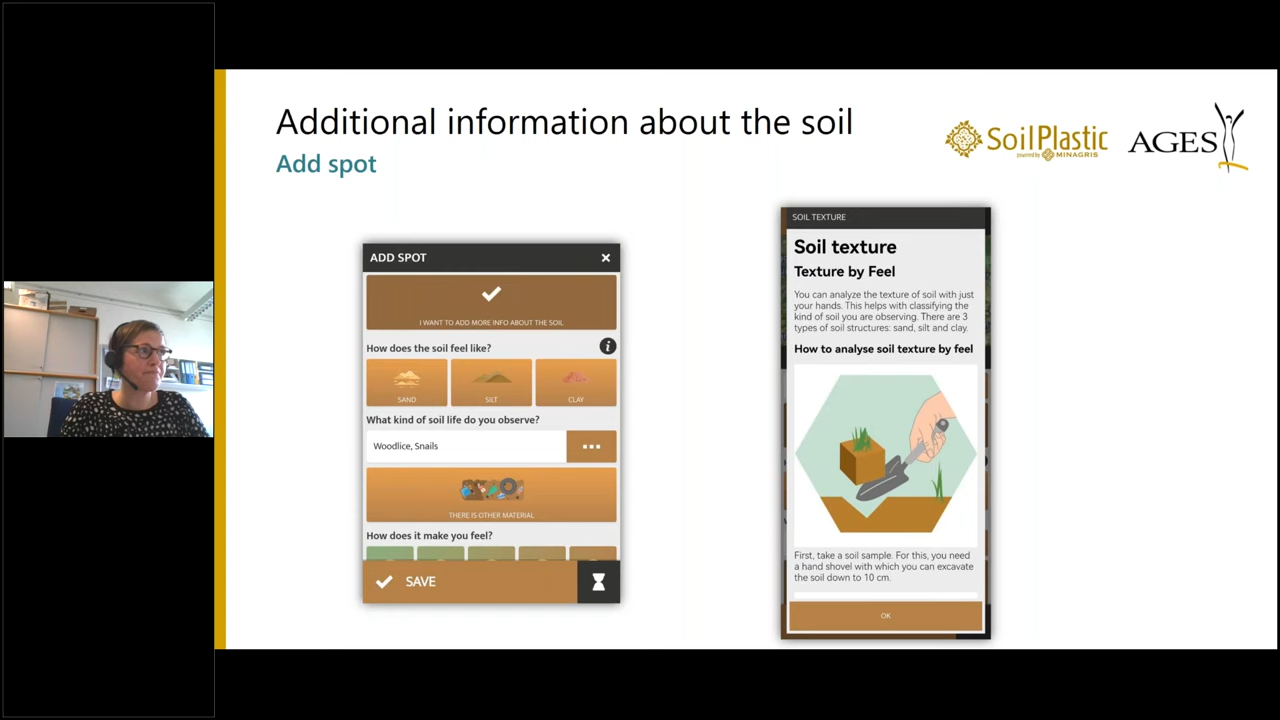 Additional information about the soil
Add spot
SoilPlastic
powered by MINAGRIS
AGES
ADD SPOT
I WANT TO ADD MORE INFO ABOUT THE SOIL
How does the soil feel like?
SAND
SILT
CLAY
What kind of soil life do you observe?
Woodlice, Snails
THERE IS OTHER MATERIAL
How does it make you feel?
SAVE
SOIL TEXTURE
Soil texture
Texture by Feel
You can analyze the texture of soil with just
your hands. This helps with classifying the
kind of soil you are observing. There are 3
types of soil structures: sand, silt and clay.
How to analyse soil texture by feel
First, take a soil sample. For this, you need
a hand shovel with which you can excavate
the soil down to 10 cm.
OK